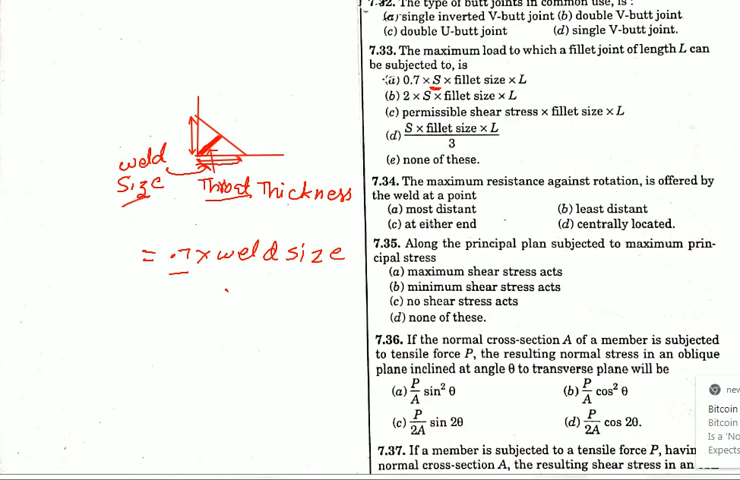 7.32. The type of butt joints in common use, is :
(a) single inverted V-butt joint (b) double V-butt joint
(c) double U-butt joint (d) single V-butt joint.
7.33. The maximum load to which a fillet joint of length L can
be subjected to, is
(a) 0.7 × S × fillet size × L
(b) 2 × S × fillet size × L
(c) permissible shear stress × fillet size × L
(d) S × fillet size × L
3
(e) none of these.
weld
size
Throat Thickness
= .7 × weld size
7.34. The maximum resistance against rotation, is offered by
the weld at a point
(a) most distant (b) least distant
(c) at either end (d) centrally located.
7.35. Along the principal plan subjected to maximum prin-
cipal stress
(a) maximum shear stress acts
(b) minimum shear stress acts
(c) no shear stress acts
(d) none of these.
7.36. If the normal cross-section A of a member is subjected
to tensile force P, the resulting normal stress in an oblique
plane inclined at angle θ to transverse plane will be
(a) P/A sin² θ (b) P/A cos² θ
(c) P/2A sin 2θ (d) P/2A cos 2θ.
7.37. If a member is subjected to a tensile force P, havin
normal cross-section A, the resulting shear stress in an
new
Bitcoin
Bitcoin
Is a 'No
Expects